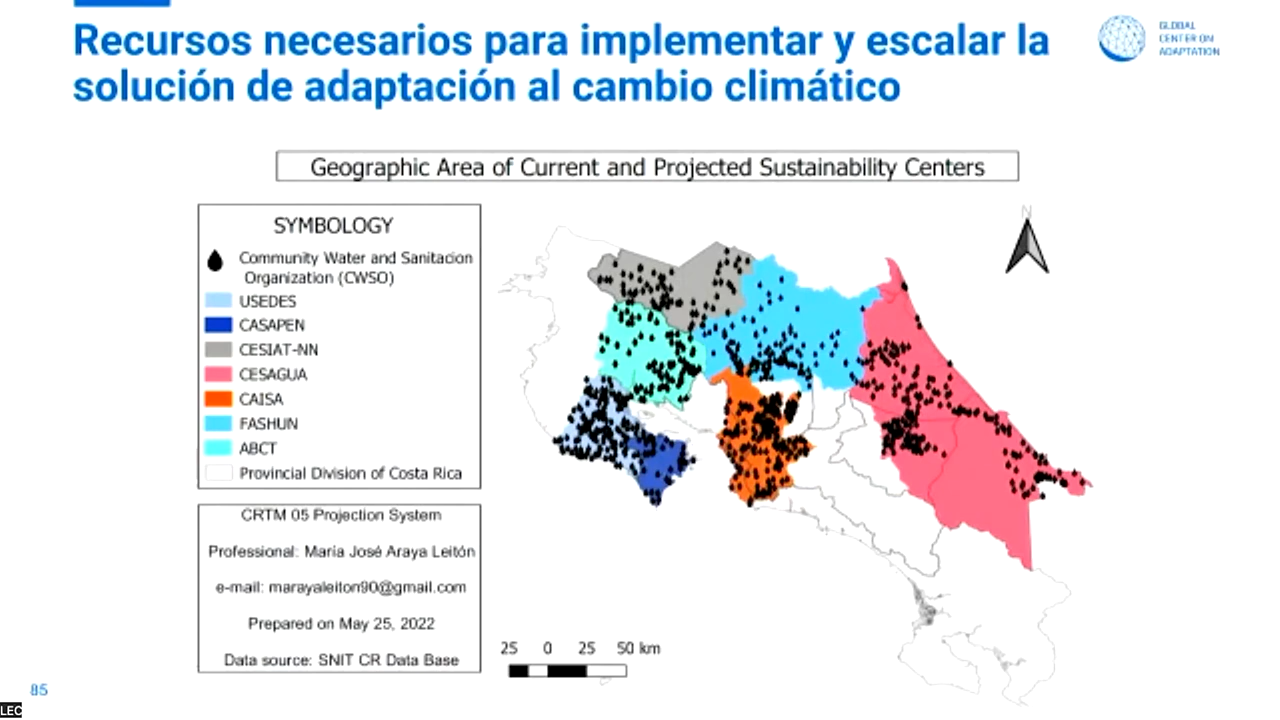 Recursos necesarios para implementar y escalar la
solución de adaptación al cambio climático
GLOBAL
CENTER ON
ADAPTATION
Geographic Area of Current and Projected Sustainability Centers
SYMBOLOGY
Community Water and Sanitacion
Organization (CWSO)
USEDES
CASAPEN
CESIAT-NN
CESAGUA
CAISA
FASHUN
ABCT
Provincial Division of Costa Rica
N
CRTM 05 Projection System
Professional: María José Araya Leitón
e-mail: marayaleiton90@gmail.com
Prepared on May 25, 2022
Data source: SNIT CR Data Base
25 0 25 50 km
85
LEC